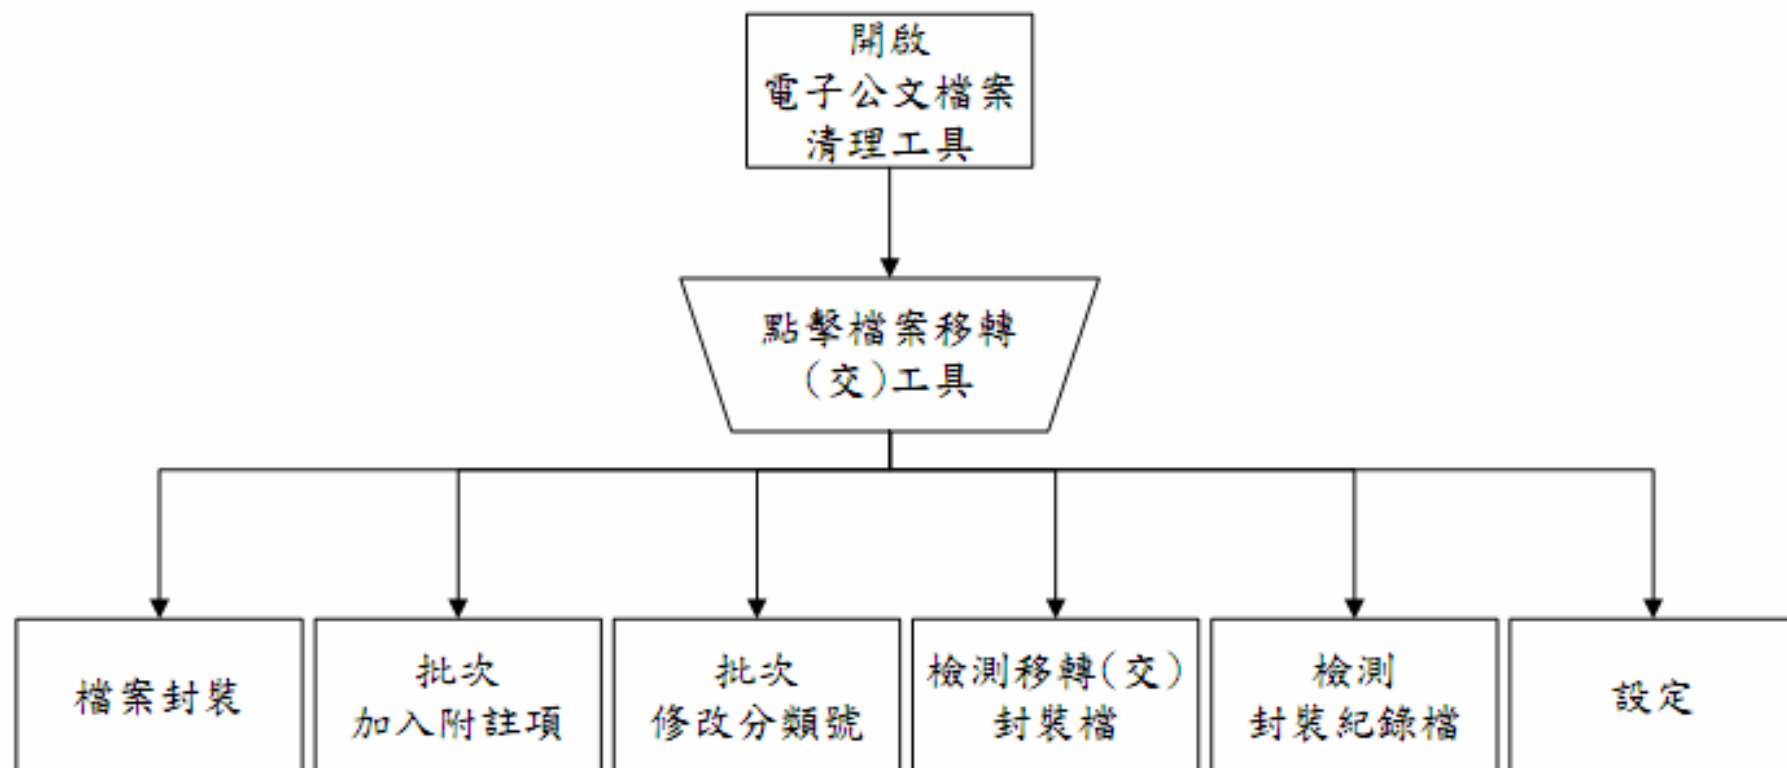 開啟
電子公文檔案
清理工具
點擊檔案移轉
(交)工具
檔案封裝
批次
加入附註項
批次
修改分類號
檢測移轉(交)
封裝檔
檢測
封裝紀錄檔
設定